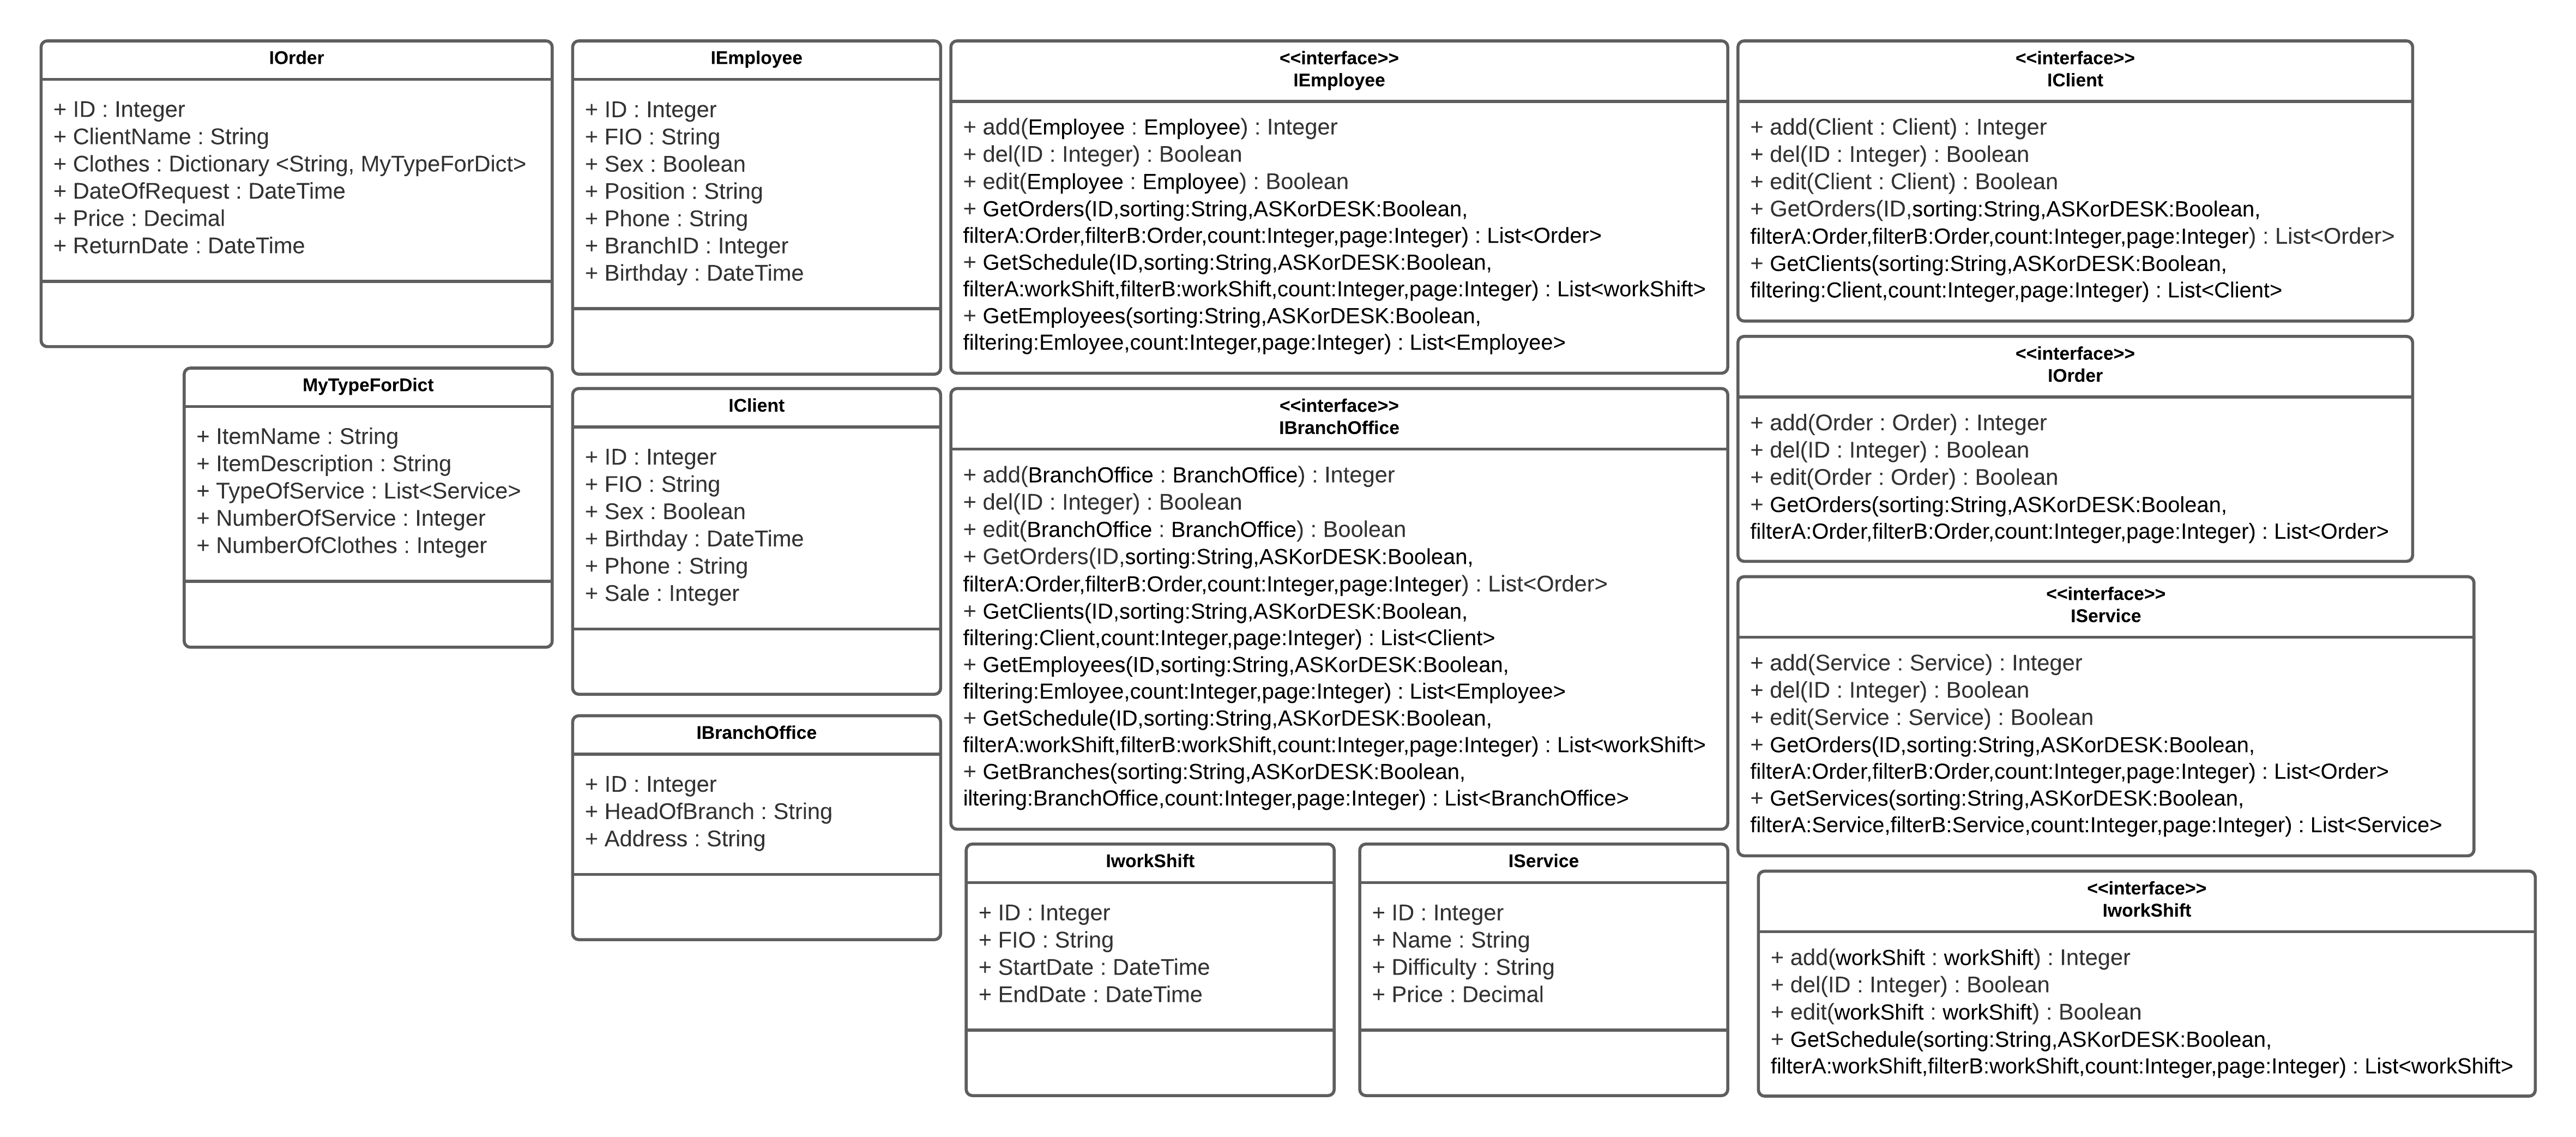 IOrder
+ ID : Integer
+ ClientName : String
+ Clothes : Dictionary <String, MyTypeForDict>
+ DateOfRequest : DateTime
+ Price : Decimal
+ ReturnDate : DateTime
MyTypeForDict
+ ItemName : String
+ ItemDescription : String
+ TypeOfService : List<Service>
+ NumberOfService : Integer
+ NumberOfClothes : Integer
IEmployee
+ ID : Integer
+ FIO : String
+ Sex : Boolean
+ Position : String
+ Phone : String
+ BranchID : Integer
+ Birthday : DateTime
IClient
+ ID : Integer
+ FIO : String
+ Sex : Boolean
+ Birthday : DateTime
+ Phone : String
+ Sale : Integer
IBranchOffice
+ ID : Integer
+ HeadOfBranch : String
+ Address : String
<<interface>>
IEmployee
+ add(Employee : Employee) : Integer
+ del(ID : Integer) : Boolean
+ edit(Employee : Employee) : Boolean
+ GetOrders(ID,sorting:String,ASKorDESK:Boolean,
filterA:Order,filterB:Order,count:Integer,page:Integer) : List<Order>
+ GetSchedule(ID,sorting:String,ASKorDESK:Boolean,
filterA:workShift,filterB:workShift,count:Integer,page:Integer) : List<workShift>
+ GetEmployees(sorting:String,ASKorDESK:Boolean,
filtering:Emloyee,count:Integer,page:Integer) : List<Employee>
<<interface>>
IBranchOffice
+ add(BranchOffice : BranchOffice) : Integer
+ del(ID : Integer) : Boolean
+ edit(BranchOffice : BranchOffice) : Boolean
+ GetOrders(ID,sorting:String,ASKorDESK:Boolean,
filterA:Order,filterB:Order,count:Integer,page:Integer) : List<Order>
+ GetClients(ID,sorting:String,ASKorDESK:Boolean,
filtering:Client,count:Integer,page:Integer) : List<Client>
+ GetEmployees(ID,sorting:String,ASKorDESK:Boolean,
filtering:Emloyee,count:Integer,page:Integer) : List<Employee>
+ GetSchedule(ID,sorting:String,ASKorDESK:Boolean,
filterA:workShift,filterB:workShift,count:Integer,page:Integer) : List<workShift>
+ GetBranches(sorting:String,ASKorDESK:Boolean,
iltering:BranchOffice,count:Integer,page:Integer) : List<BranchOffice>
IworkShift
+ ID : Integer
+ FIO : String
+ StartDate : DateTime
+ EndDate : DateTime
IService
+ ID : Integer
+ Name : String
+ Difficulty : String
+ Price : Decimal
<<interface>>
IClient
+ add(Client : Client) : Integer
+ del(ID : Integer) : Boolean
+ edit(Client : Client) : Boolean
+ GetOrders(ID,sorting:String,ASKorDESK:Boolean,
filterA:Order,filterB:Order,count:Integer,page:Integer) : List<Order>
+ GetClients(sorting:String,ASKorDESK:Boolean,
filtering:Client,count:Integer,page:Integer) : List<Client>
<<interface>>
IOrder
+ add(Order : Order) : Integer
+ del(ID : Integer) : Boolean
+ edit(Order : Order) : Boolean
+ GetOrders(sorting:String,ASKorDESK:Boolean,
filterA:Order,filterB:Order,count:Integer,page:Integer) : List<Order>
<<interface>>
IService
+ add(Service : Service) : Integer
+ del(ID : Integer) : Boolean
+ edit(Service : Service) : Boolean
+ GetOrders(ID,sorting:String,ASKorDESK:Boolean,
filterA:Order,filterB:Order,count:Integer,page:Integer) : List<Order>
+ GetServices(sorting:String,ASKorDESK:Boolean,
filterA:Service,filterB:Service,count:Integer,page:Integer) : List<Service>
<<interface>>
IworkShift
+ add(workShift : workShift) : Integer
+ del(ID : Integer) : Boolean
+ edit(workShift : workShift) : Boolean
+ GetSchedule(sorting:String,ASKorDESK:Boolean,
filterA:workShift,filterB:workShift,count:Integer,page:Integer) : List<workShift>